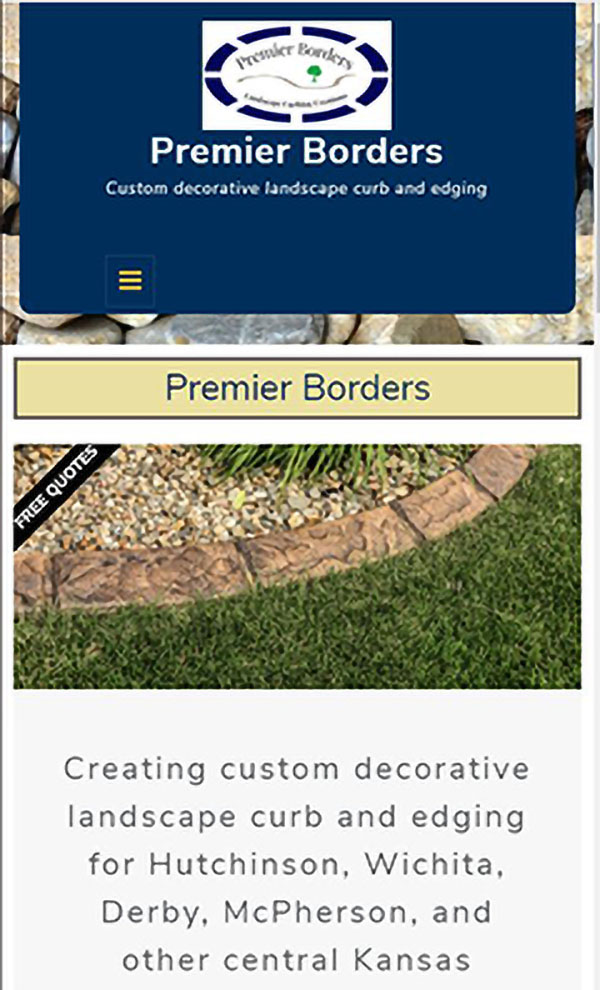 Premier Borders
Landscape Curbing Creations
Premier Borders
Custom decorative landscape curb and edging
Premier Borders
FREE QUOTES
Creating custom decorative
landscape curb and edging
for Hutchinson, Wichita,
Derby, McPherson, and
other central Kansas